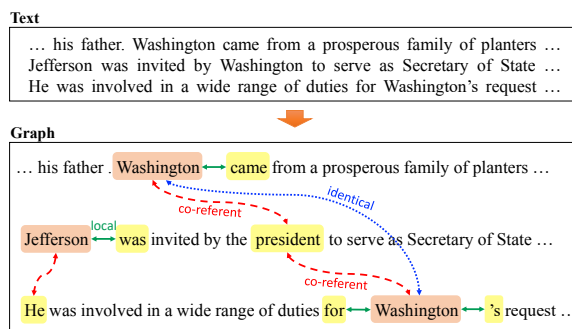 Text
… his father. Washington came from a prosperous family of planters …
Jefferson was invited by Washington to serve as Secretary of State …
He was involved in a wide range of duties for Washington's request …
Graph
… his father . Washington came from a prosperous family of planters …
co-referent
identical
local
Jefferson was invited by the president to serve as Secretary of State …
co-referent
He was involved in a wide range of duties for Washington 's request …